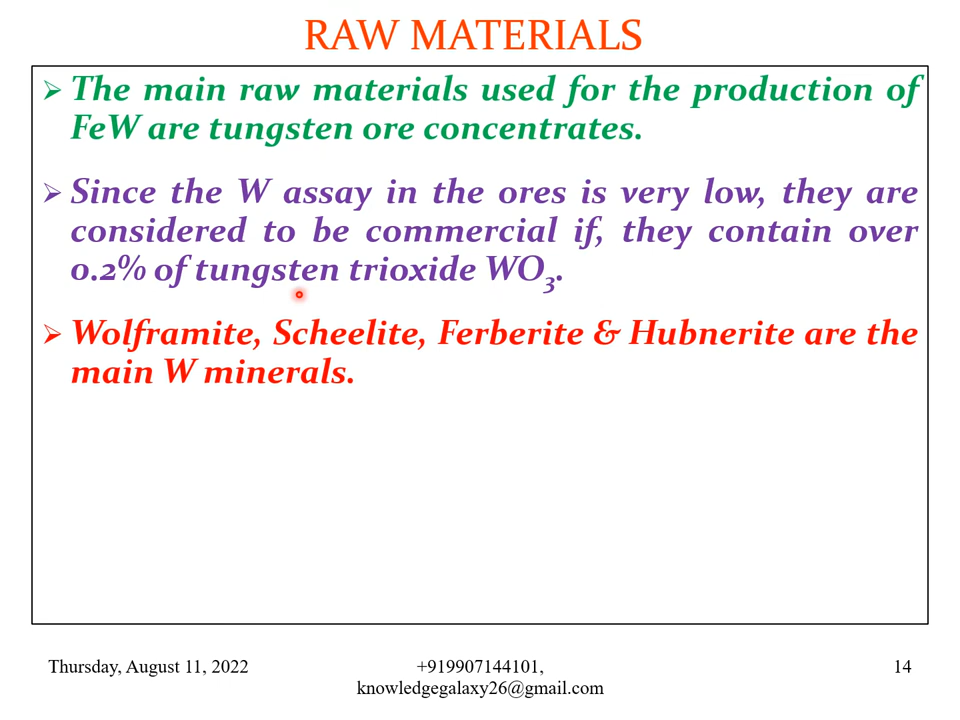 RAW MATERIALS
➢ The main raw materials used for the production of
FeW are tungsten ore concentrates.
➢ Since the W assay in the ores is very low, they are
considered to be commercial if, they contain over
0.2% of tungsten trioxide WO₃.
➢ Wolframite, Scheelite, Ferberite & Hubnerite are the
main W minerals.
Thursday, August 11, 2022
+919907144101,
knowledgegalaxy26@gmail.com
14